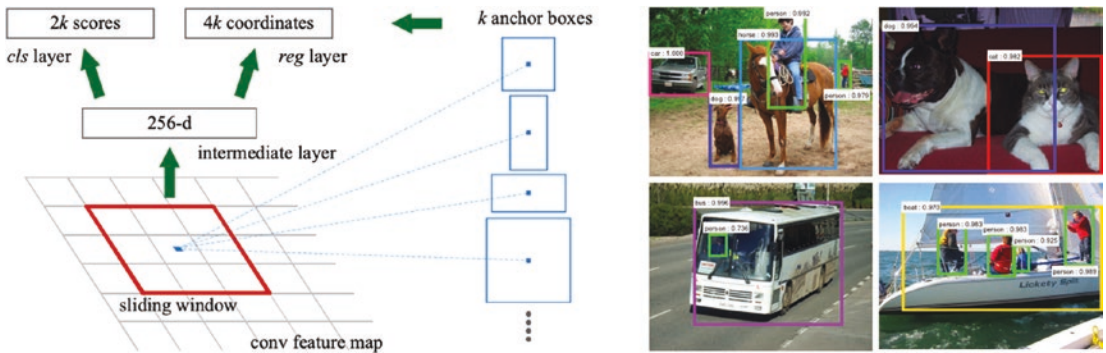 2k scores
4k coordinates
k anchor boxes
cls layer
reg layer
256-d
intermediate layer
sliding window
conv feature map
person : 0.992
horse : 0.993
car : 1.000
dog : 0.997
person : 0.979
dog : 0.994
cat : 0.982
bus : 0.996
person : 0.736
boat : 0.970
person : 0.983
person : 0.983
person : 0.925
person : 0.989
Lickety Split